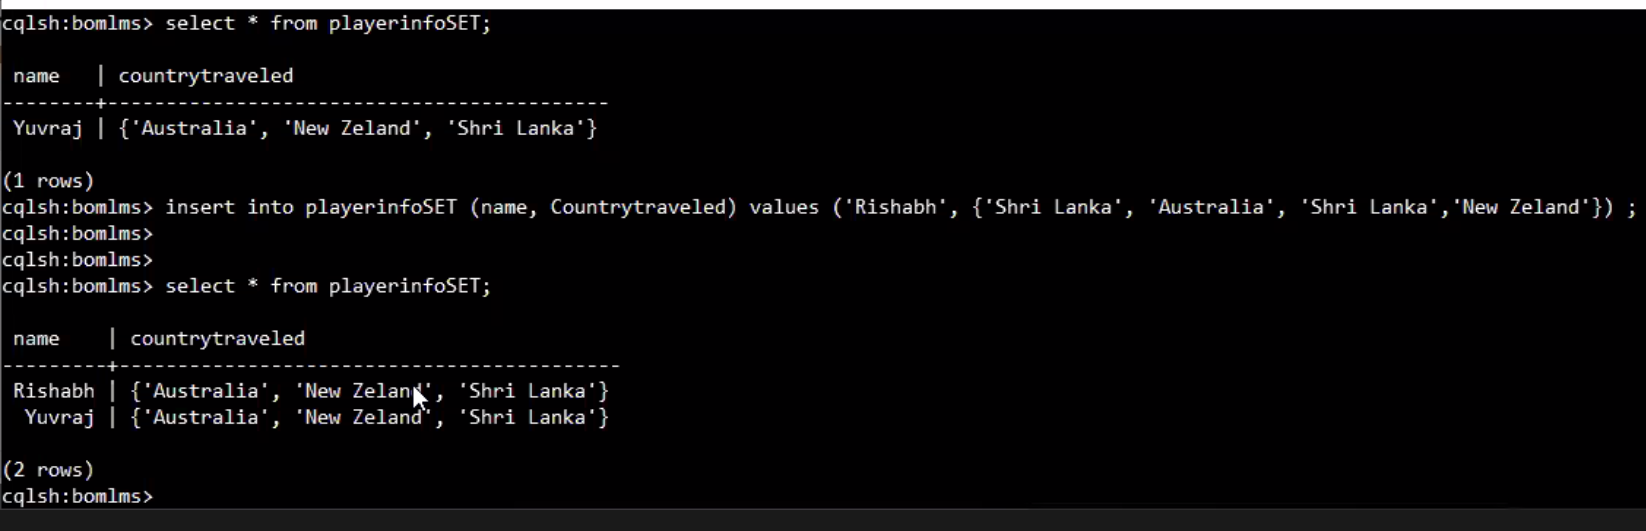 cqlsh:bomlms> select * from playerinfoSET;
name | countrytraveled
--------+-------------------------------------------
Yuvraj | {'Australia', 'New Zeland', 'Shri Lanka'}
(1 rows)
cqlsh:bomlms> insert into playerinfoSET (name, Countrytraveled) values ('Rishabh', {'Shri Lanka', 'Australia', 'Shri Lanka','New Zeland'}) ;
cqlsh:bomlms>
cqlsh:bomlms>
cqlsh:bomlms> select * from playerinfoSET;
name | countrytraveled
---------+-------------------------------------------
Rishabh | {'Australia', 'New Zeland', 'Shri Lanka'}
Yuvraj | {'Australia', 'New Zeland', 'Shri Lanka'}
(2 rows)
cqlsh:bomlms>